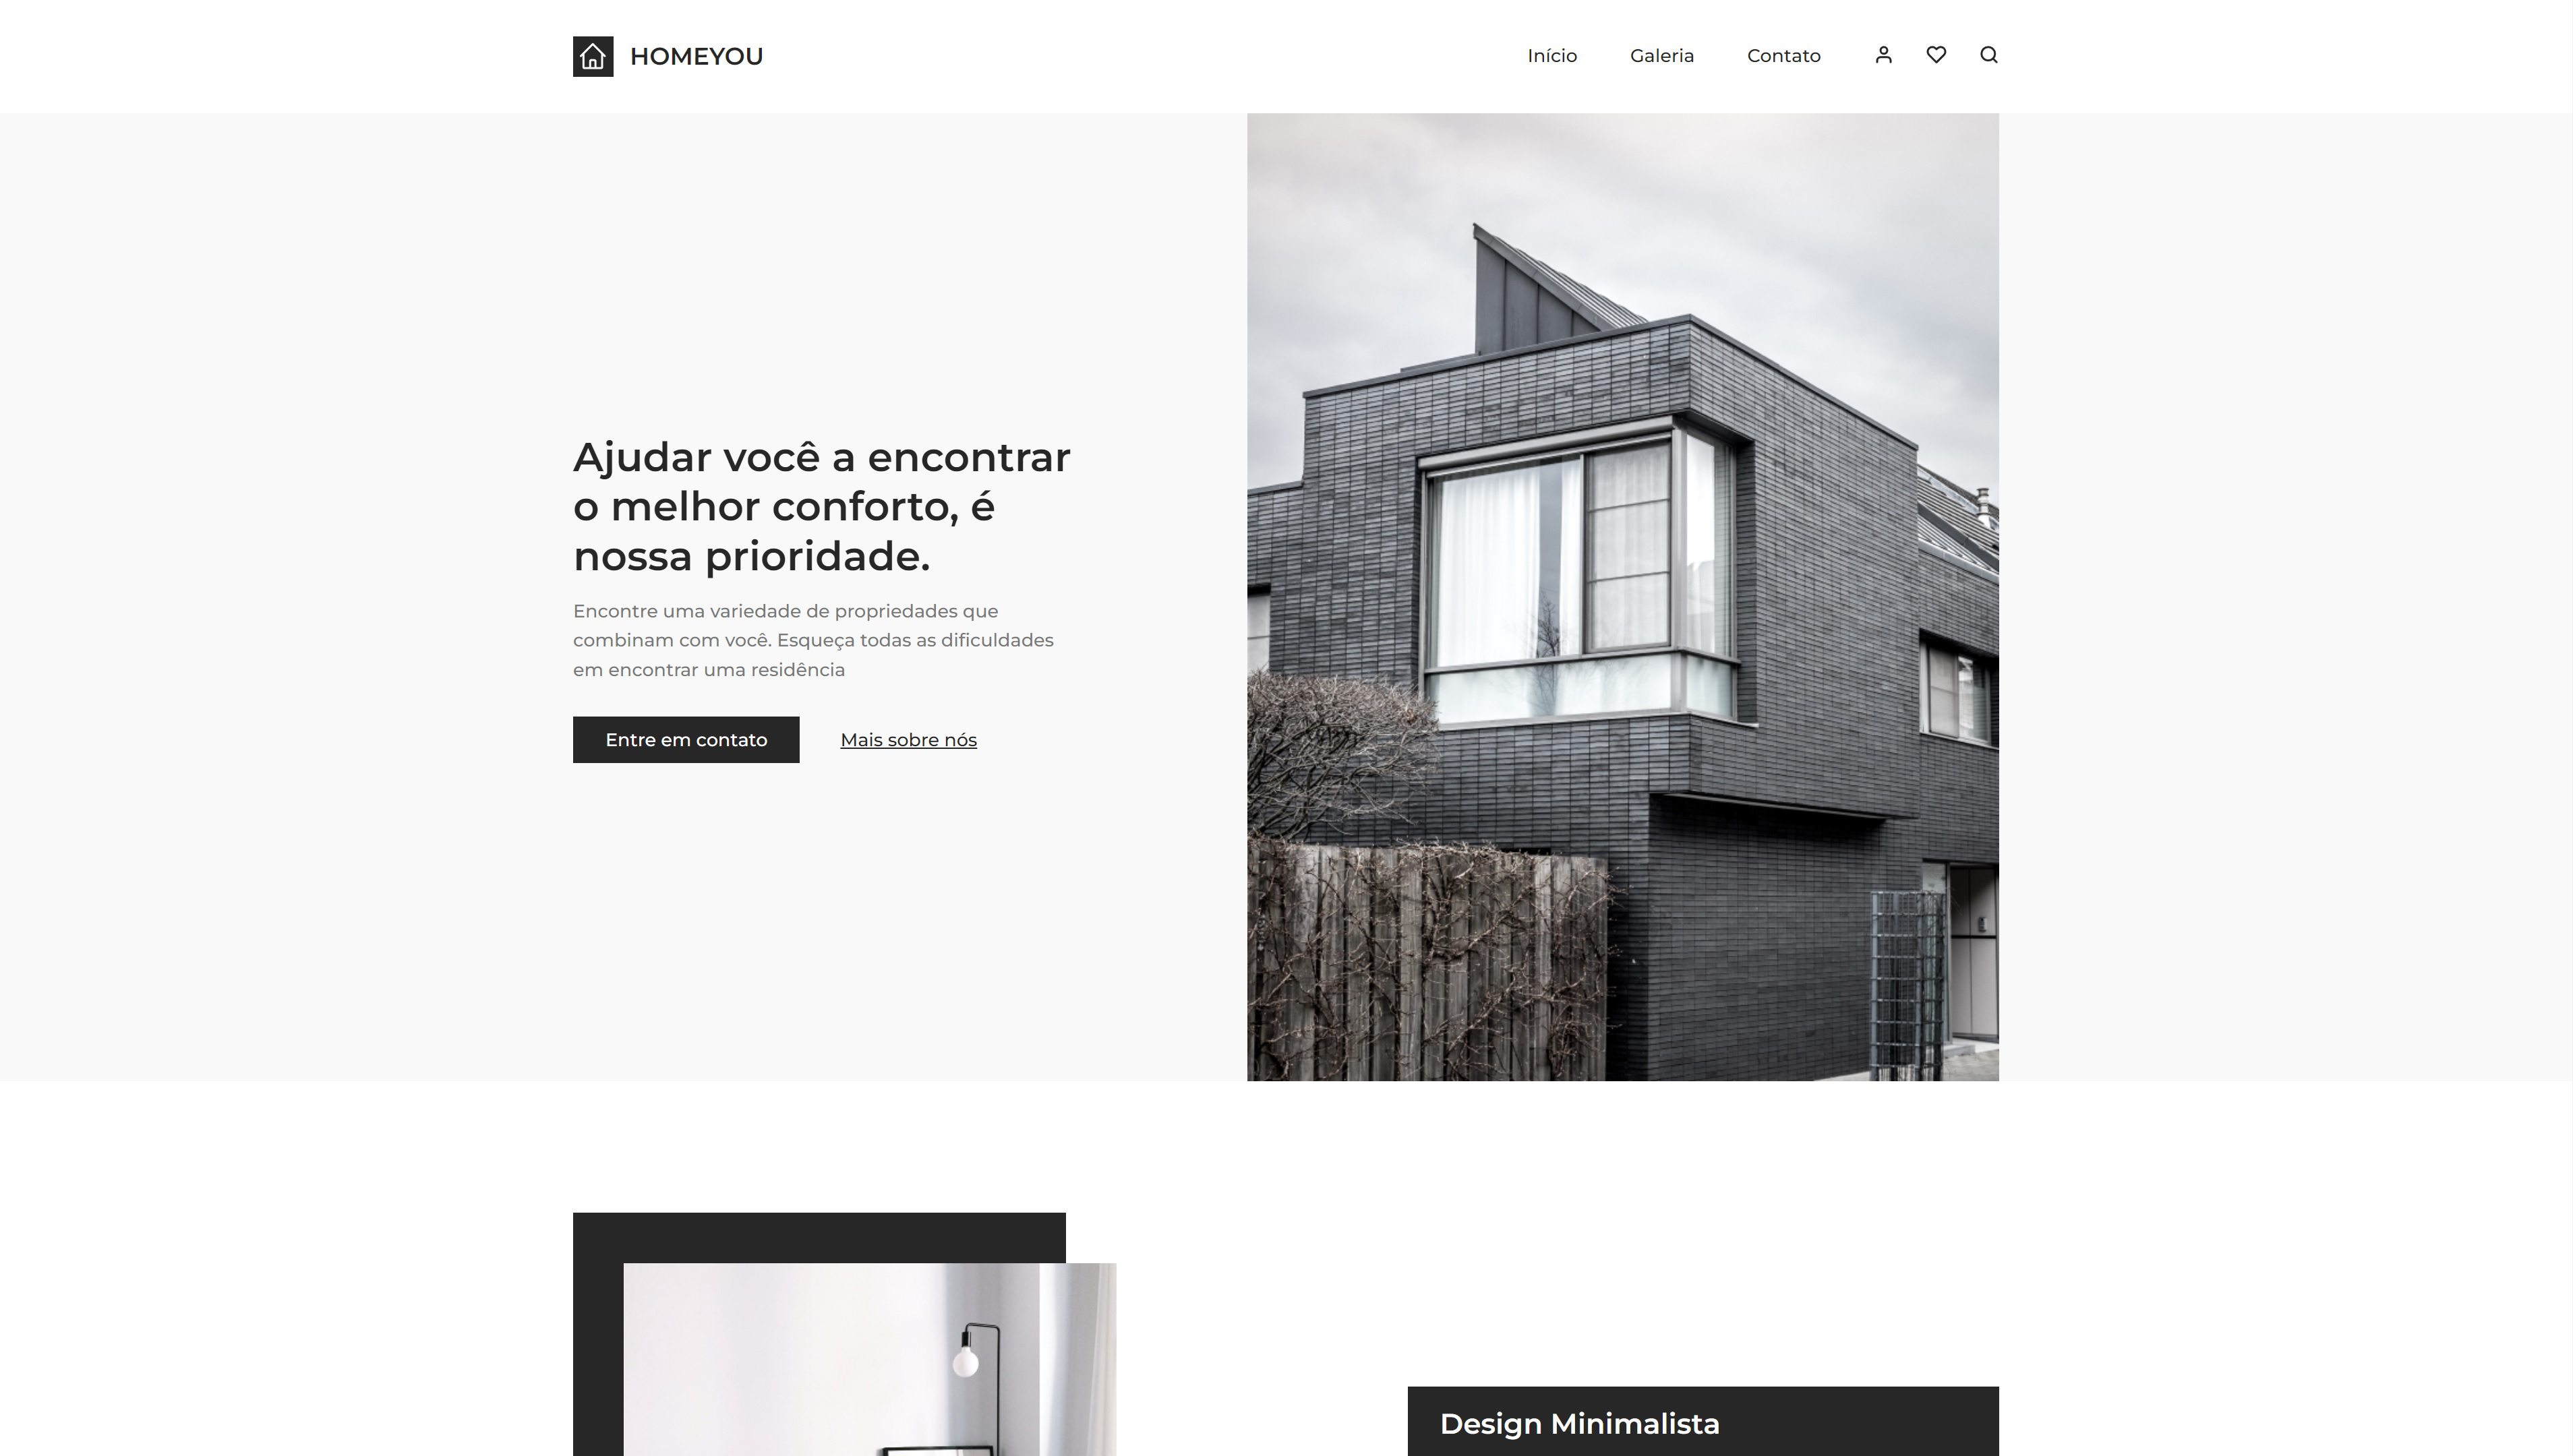 HOMEYOU
Início
Galeria
Contato
Ajudar você a encontrar
o melhor conforto, é
nossa prioridade.
Encontre uma variedade de propriedades que
combinam com você. Esqueça todas as dificuldades
em encontrar uma residência
Entre em contato
Mais sobre nós
Design Minimalista